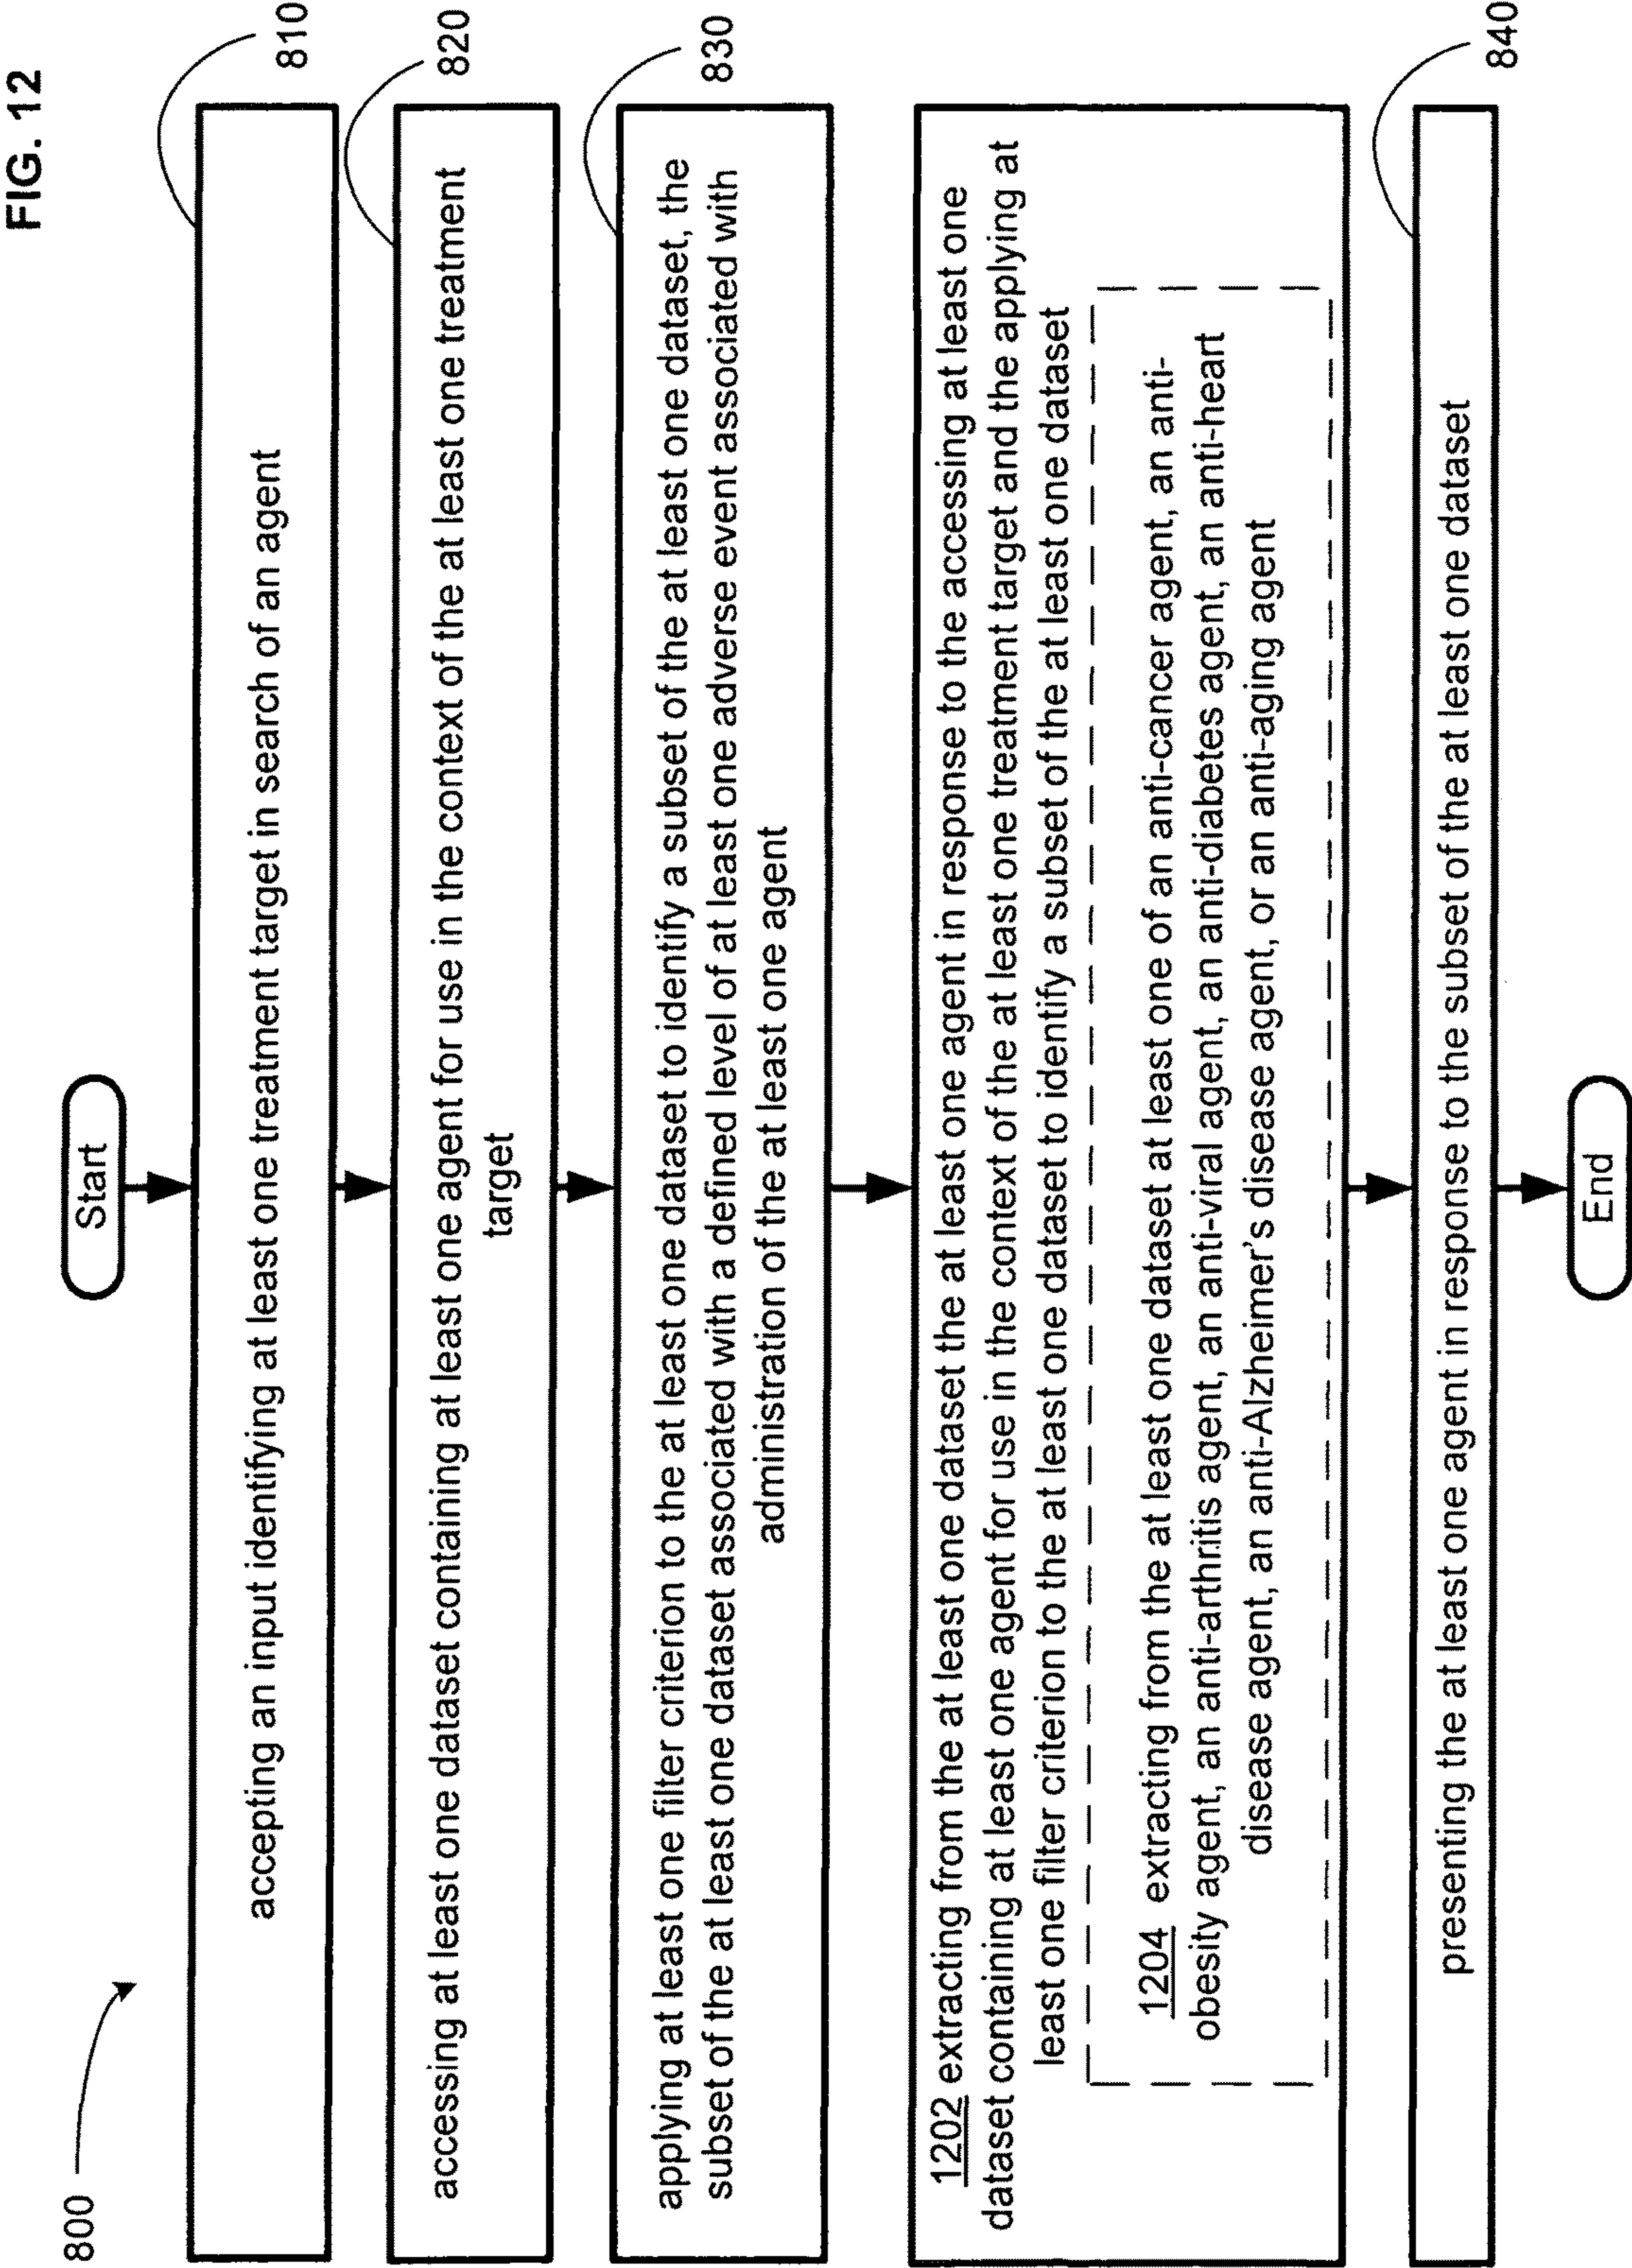 FIG. 12
800
Start
810
accepting an input identifying at least one treatment target in search of an agent
820
accessing at least one dataset containing at least one agent for use in the context of the at least one treatment
target
830
applying at least one filter criterion to the at least one dataset to identify a subset of the at least one dataset, the
subset of the at least one dataset associated with a defined level of at least one adverse event associated with
administration of the at least one agent
1202 extracting from the at least one dataset the at least one agent in response to the accessing at least one
dataset containing at least one agent for use in the context of the at least one treatment target and the applying at
least one filter criterion to the at least one dataset to identify a subset of the at least one dataset
1204 extracting from the at least one dataset at least one of an anti-cancer agent, an anti-
obesity agent, an anti-arthritis agent, an anti-viral agent, an anti-diabetes agent, an anti-heart
disease agent, an anti-Alzheimer's disease agent, or an anti-aging agent
840
presenting the at least one agent in response to the subset of the at least one dataset
End